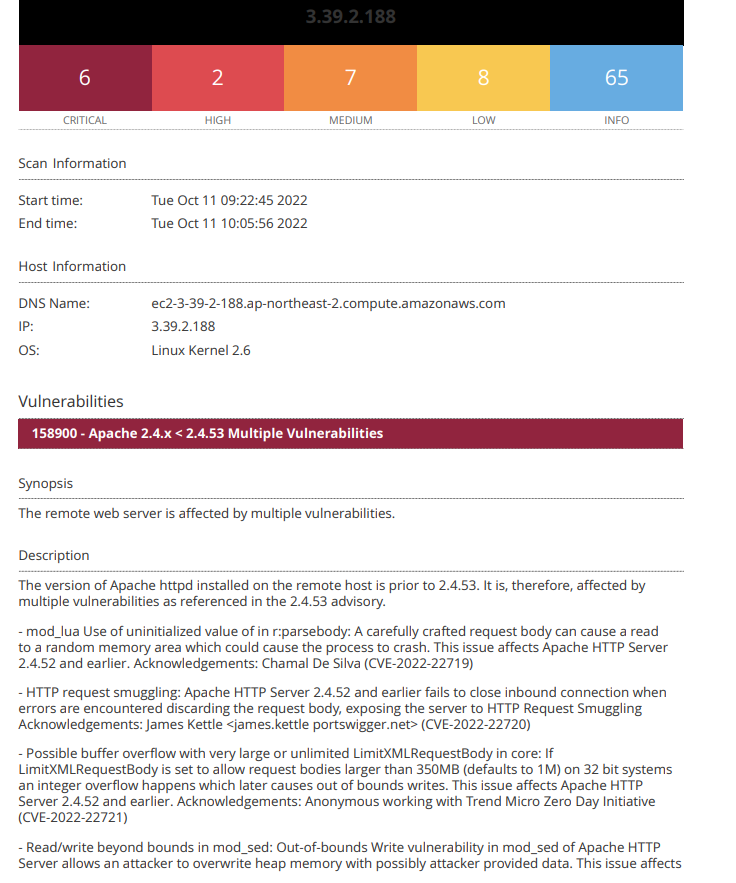 3.39.2.188
6 2 7 8 65
CRITICAL HIGH MEDIUM LOW INFO
Scan Information
Start time: Tue Oct 11 09:22:45 2022
End time: Tue Oct 11 10:05:56 2022
Host Information
DNS Name: ec2-3-39-2-188.ap-northeast-2.compute.amazonaws.com
IP: 3.39.2.188
OS: Linux Kernel 2.6
Vulnerabilities
158900 - Apache 2.4.x < 2.4.53 Multiple Vulnerabilities
Synopsis
The remote web server is affected by multiple vulnerabilities.
Description
The version of Apache httpd installed on the remote host is prior to 2.4.53. It is, therefore, affected by
multiple vulnerabilities as referenced in the 2.4.53 advisory.
- mod_lua Use of uninitialized value of in r:parsebody: A carefully crafted request body can cause a read
to a random memory area which could cause the process to crash. This issue affects Apache HTTP Server
2.4.52 and earlier. Acknowledgements: Chamal De Silva (CVE-2022-22719)
- HTTP request smuggling: Apache HTTP Server 2.4.52 and earlier fails to close inbound connection when
errors are encountered discarding the request body, exposing the server to HTTP Request Smuggling
Acknowledgements: James Kettle <james.kettle portswigger.net> (CVE-2022-22720)
- Possible buffer overflow with very large or unlimited LimitXMLRequestBody in core: If
LimitXMLRequestBody is set to allow request bodies larger than 350MB (defaults to 1M) on 32 bit systems
an integer overflow happens which later causes out of bounds writes. This issue affects Apache HTTP
Server 2.4.52 and earlier. Acknowledgements: Anonymous working with Trend Micro Zero Day Initiative
(CVE-2022-22721)
- Read/write beyond bounds in mod_sed: Out-of-bounds Write vulnerability in mod_sed of Apache HTTP
Server allows an attacker to overwrite heap memory with possibly attacker provided data. This issue affects